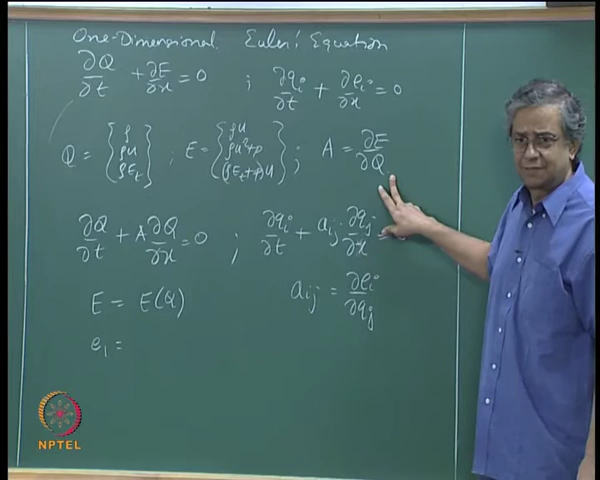 One-Dimensional Euler's Equation
∂Q/∂t + ∂E/∂x = 0 ; ∂qᵢ/∂t + ∂eᵢ/∂x = 0
Q = {ρ, ρu, ρEₜ} ; E = {ρu, ρu²+p, (ρEₜ+p)u} ; A = ∂E/∂Q
∂Q/∂t + A ∂Q/∂x = 0 ; ∂qᵢ/∂t + aᵢⱼ ∂qⱼ/∂x =
E = E(Q) aᵢⱼ = ∂eᵢ/∂qⱼ
e₁ =
NPTEL